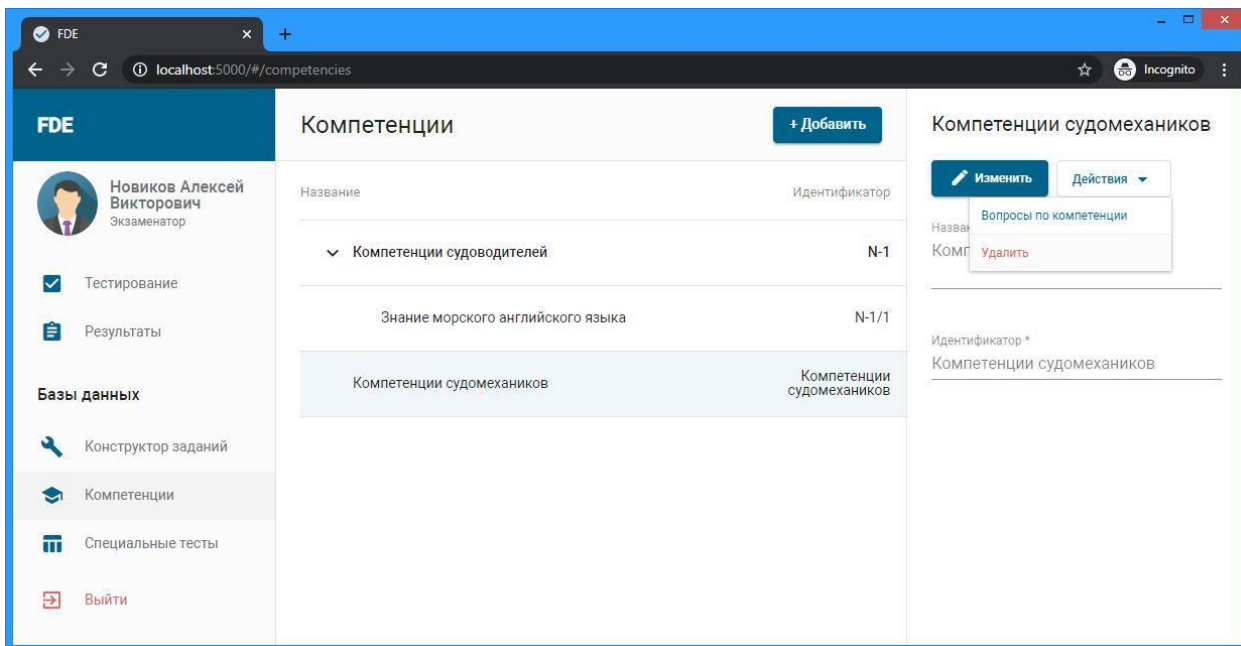 FDE
localhost:5000/#/competencies
Incognito
FDE
Новиков Алексей
Викторович
Экзаменатор
Тестирование
Результаты
Базы данных
Конструктор заданий
Компетенции
Специальные тесты
Выйти
Компетенции
+ Добавить
Название
Идентификатор
Компетенции судоводителей
N-1
Знание морского английского языка
N-1/1
Компетенции судомехаников
Компетенции
судомехаников
Компетенции судомехаников
Изменить
Действия
Вопросы по компетенции
Удалить
Идентификатор *
Компетенции судомехаников